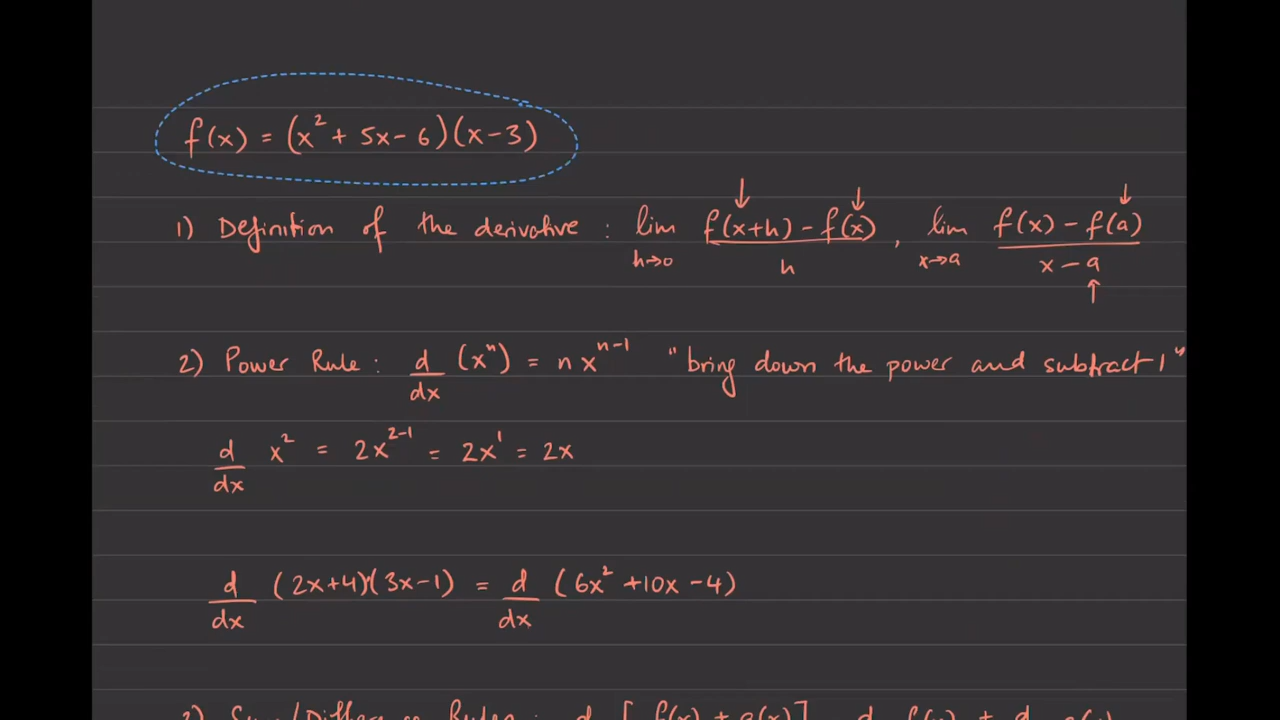 f(x) = (x² + 5x - 6)(x - 3)
1) Definition of the derivative : lim h→0 f(x+h) - f(x) / h , lim x→a f(x) - f(a) / x - a
2) Power Rule : d/dx (xⁿ) = n xⁿ⁻¹ "bring down the power and subtract 1"
d/dx x² = 2x²⁻¹ = 2x¹ = 2x
d/dx (2x+4)(3x-1) = d/dx (6x² + 10x - 4)